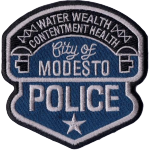 WATER WEALTH
CONTENTMENT HEALTH
City of
MODESTO
POLICE